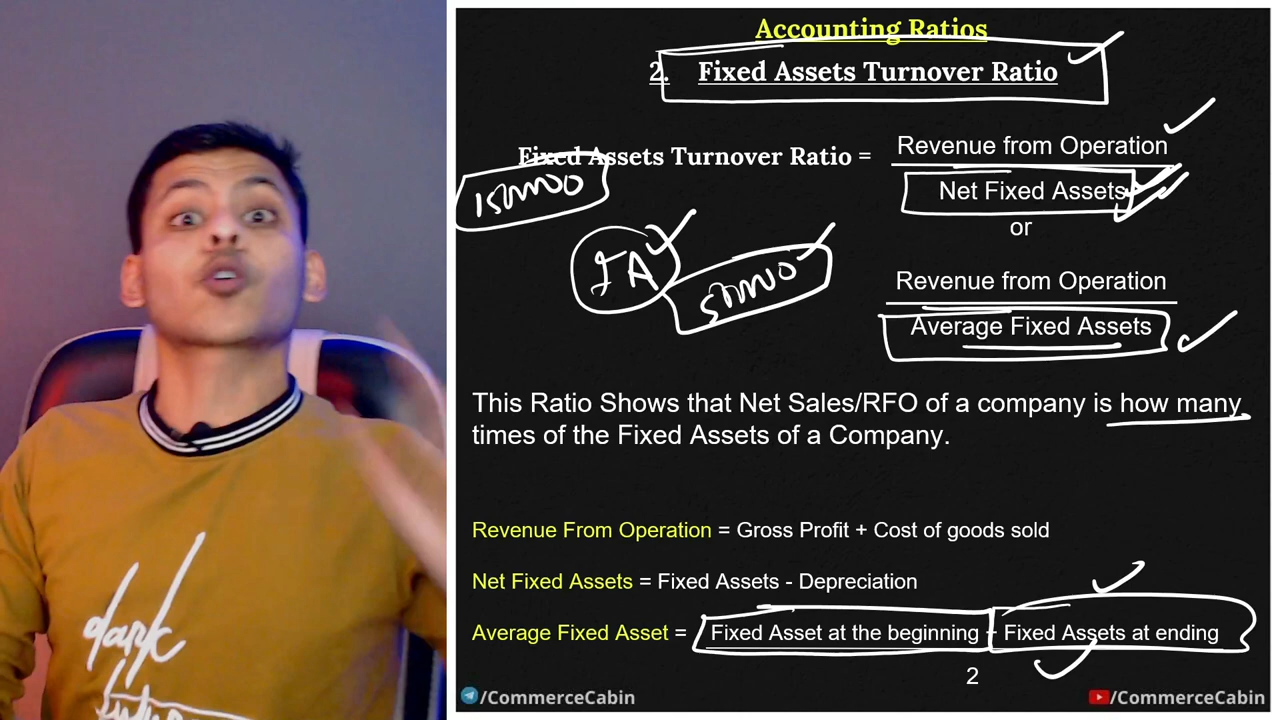 Accounting Ratios
2. Fixed Assets Turnover Ratio
Fixed Assets Turnover Ratio = Revenue from Operation
Net Fixed Assets
or
Revenue from Operation
Average Fixed Assets
This Ratio Shows that Net Sales/RFO of a company is how many
times of the Fixed Assets of a Company.
Revenue From Operation = Gross Profit + Cost of goods sold
Net Fixed Assets = Fixed Assets - Depreciation
Average Fixed Asset = Fixed Asset at the beginning + Fixed Assets at ending
2
/CommerceCabin
/CommerceCabin
dark